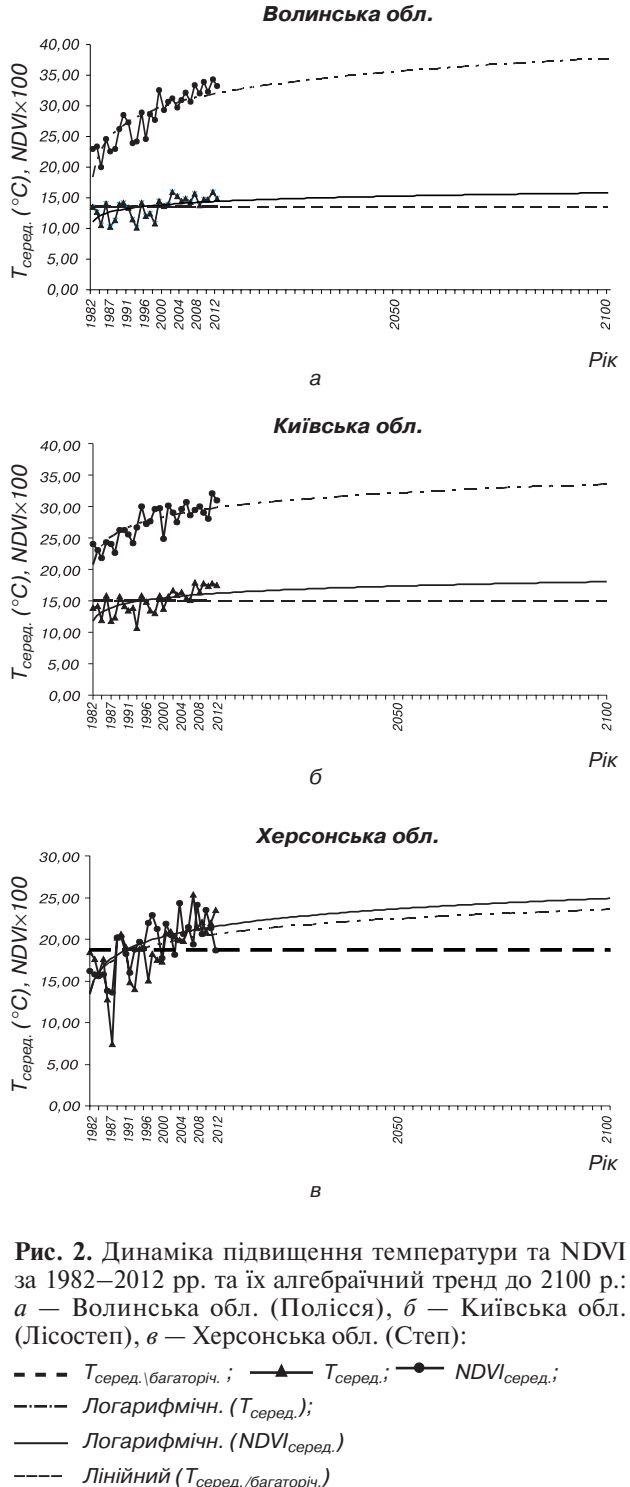 Волинська обл.
Tсеред. (°C), NDVI×100
40,00
35,00
30,00
25,00
20,00
15,00
10,00
5,00
0,00
1982
1987
1991
1996
2000
2004
2008
2012
2050
2100
Рік
а
Київська обл.
Tсеред. (°C), NDVI×100
40,00
35,00
30,00
25,00
20,00
15,00
10,00
5,00
0,00
1982
1987
1991
1996
2000
2004
2008
2012
2050
2100
Рік
б
Херсонська обл.
Tсеред. (°C), NDVI×100
30,00
25,00
20,00
15,00
10,00
5,00
0,00
1982
1987
1991
1996
2000
2004
2008
2012
2050
2100
Рік
в
Рис. 2. Динаміка підвищення температури та NDVI
за 1982–2012 рр. та їх алгебраїчний тренд до 2100 р.:
а — Волинська обл. (Полісся), б — Київська обл.
(Лісостеп), в — Херсонська обл. (Степ):
Tсеред.\багаторіч. ; Tсеред.; NDVIсеред.;
Логарифмічн. (Tсеред.);
Логарифмічн. (NDVIсеред.)
Лінійний (Tсеред./багаторіч.)